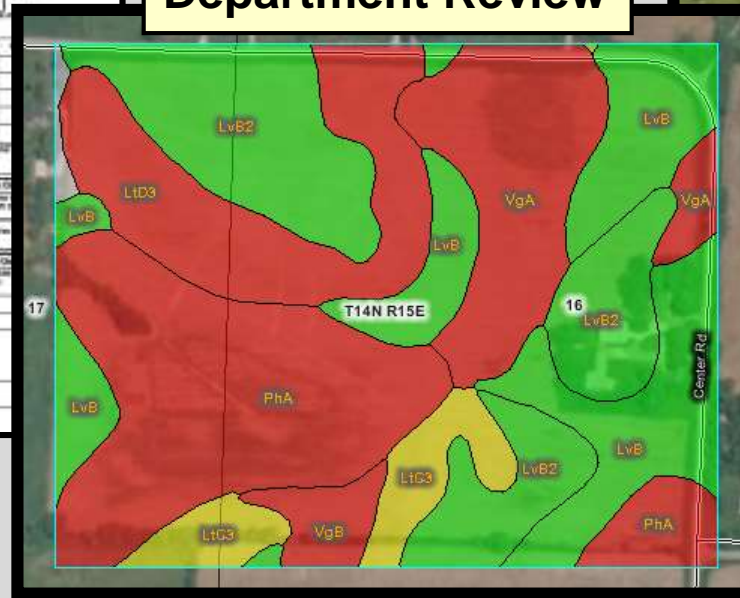 Department Review
LvB2
LvB
LtD3
VgA
VgA
LvB
LvB
17
T14N R15E
16
LvB2
Center Rd
PhA
LvB
LtC3
LvB2
LvB
LtC3
VgB
PhA